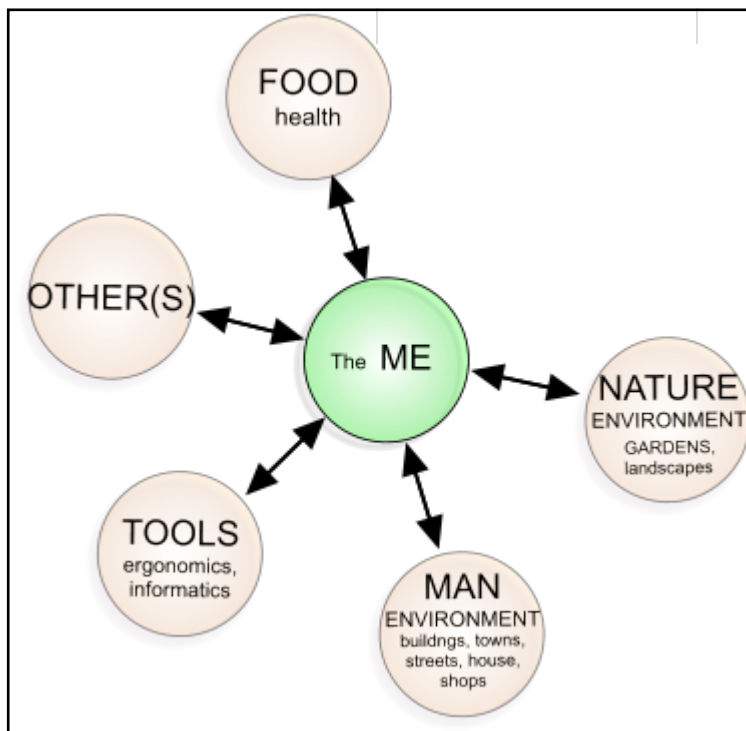 FOOD
health
OTHER(S)
The ME
NATURE
ENVIRONMENT
GARDENS,
landscapes
TOOLS
ergonomics,
informatics
MAN
ENVIRONMENT
buildngs, towns,
streets, house,
shops